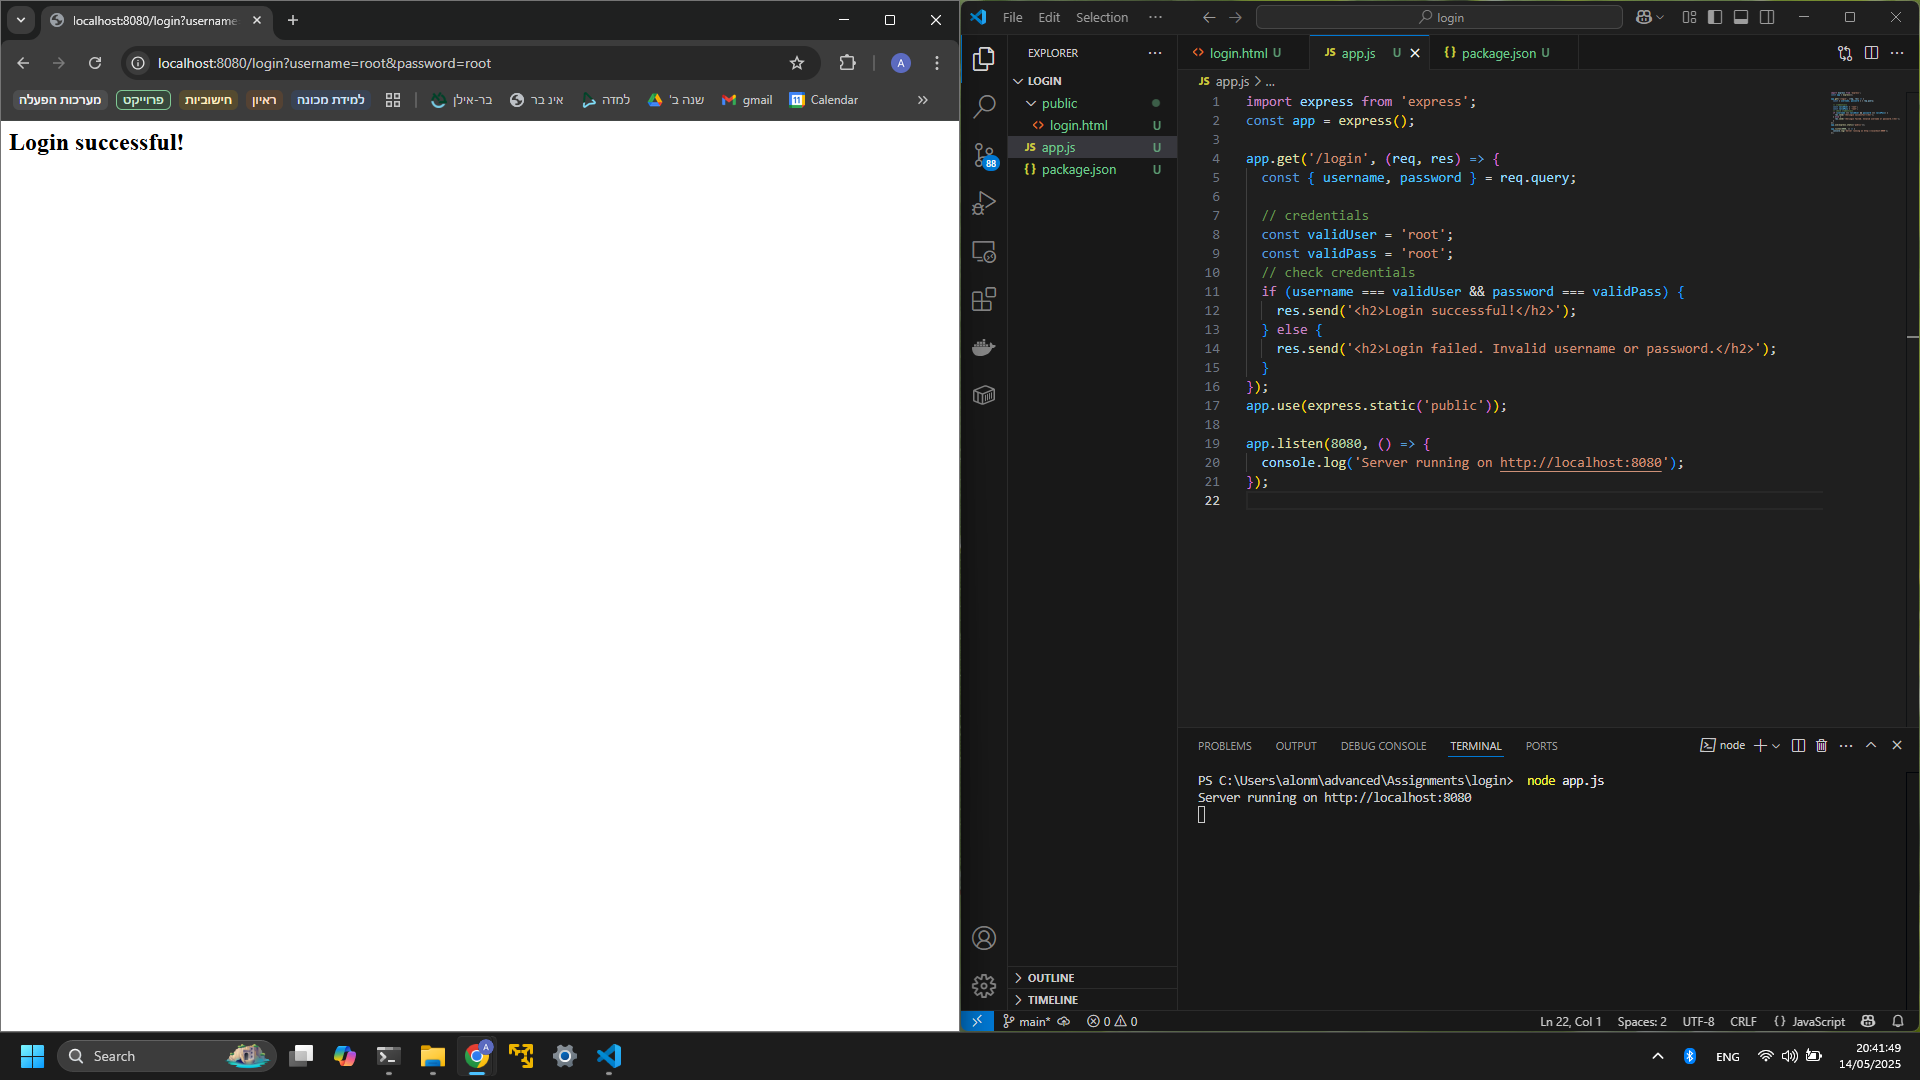 localhost:8080/login?username
localhost:8080/login?username=root&password=root
A
מערכות הפעלה
פרוייקט
חישוביות
ראיון
למידת מכונה
בר-אילן
אינ בר
למדה
שנה ב'
gmail
Calendar
Login successful!
File Edit Selection
login
EXPLORER
LOGIN
public
login.html U
app.js U
package.json U
88
OUTLINE
TIMELINE
login.html U
app.js U
package.json U
app.js > ...
1 import express from 'express';
2 const app = express();
3
4 app.get('/login', (req, res) => {
5 const { username, password } = req.query;
6
7 // credentials
8 const validUser = 'root';
9 const validPass = 'root';
10 // check credentials
11 if (username === validUser && password === validPass) {
12 res.send('<h2>Login successful!</h2>');
13 } else {
14 res.send('<h2>Login failed. Invalid username or password.</h2>');
15 }
16 });
17 app.use(express.static('public'));
18
19 app.listen(8080, () => {
20 console.log('Server running on http://localhost:8080');
21 });
22
PROBLEMS OUTPUT DEBUG CONSOLE TERMINAL PORTS
node
PS C:\Users\alonm\advanced\Assignments\login> node app.js
Server running on http://localhost:8080
main* 0 0
Ln 22, Col 1 Spaces: 2 UTF-8 CRLF {} JavaScript
Search
ENG
20:41:49
14/05/2025